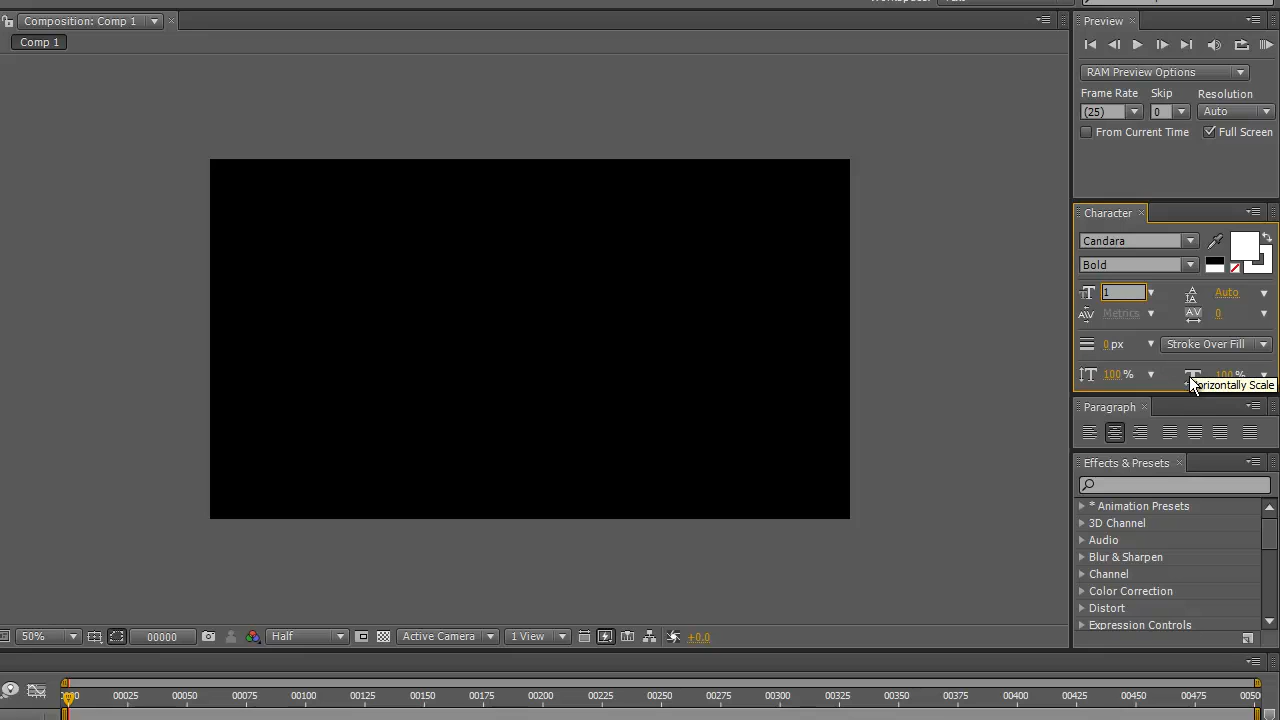 Composition: Comp 1
Comp 1
Preview
RAM Preview Options
Frame Rate Skip Resolution
(25) 0 Auto
From Current Time Full Screen
Character
Candara
Bold
1 Auto
Metrics 0
0 px Stroke Over Fill
100 % 100 %
Horizontally Scale
Paragraph
Effects & Presets
* Animation Presets
3D Channel
Audio
Blur & Sharpen
Channel
Color Correction
Distort
Expression Controls
50% 00000 Half Active Camera 1 View +0.0
00025 00050 00075 00100 00125 00150 00175 00200 00225 00250 00275 00300 00325 00350 00375 00400 00425 00450 00475 0050